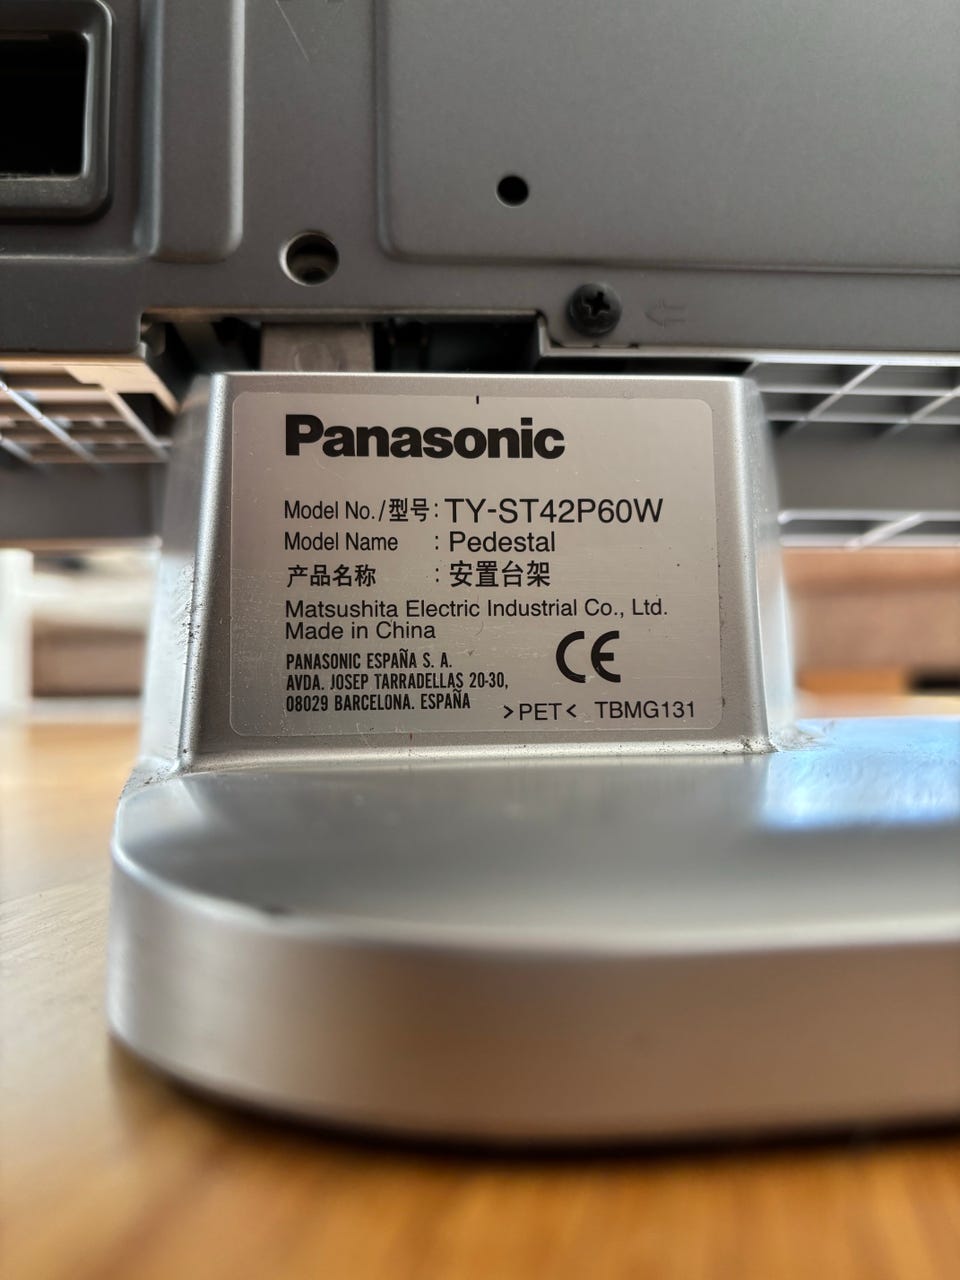 Panasonic
Model No./型号: TY-ST42P60W
Model Name : Pedestal
产品名称 : 安置台架
Matsushita Electric Industrial Co., Ltd.
Made in China
PANASONIC ESPAÑA S. A.
AVDA. JOSEP TARRADELLAS 20-30,
08029 BARCELONA. ESPAÑA
CE
>PET< TBMG131